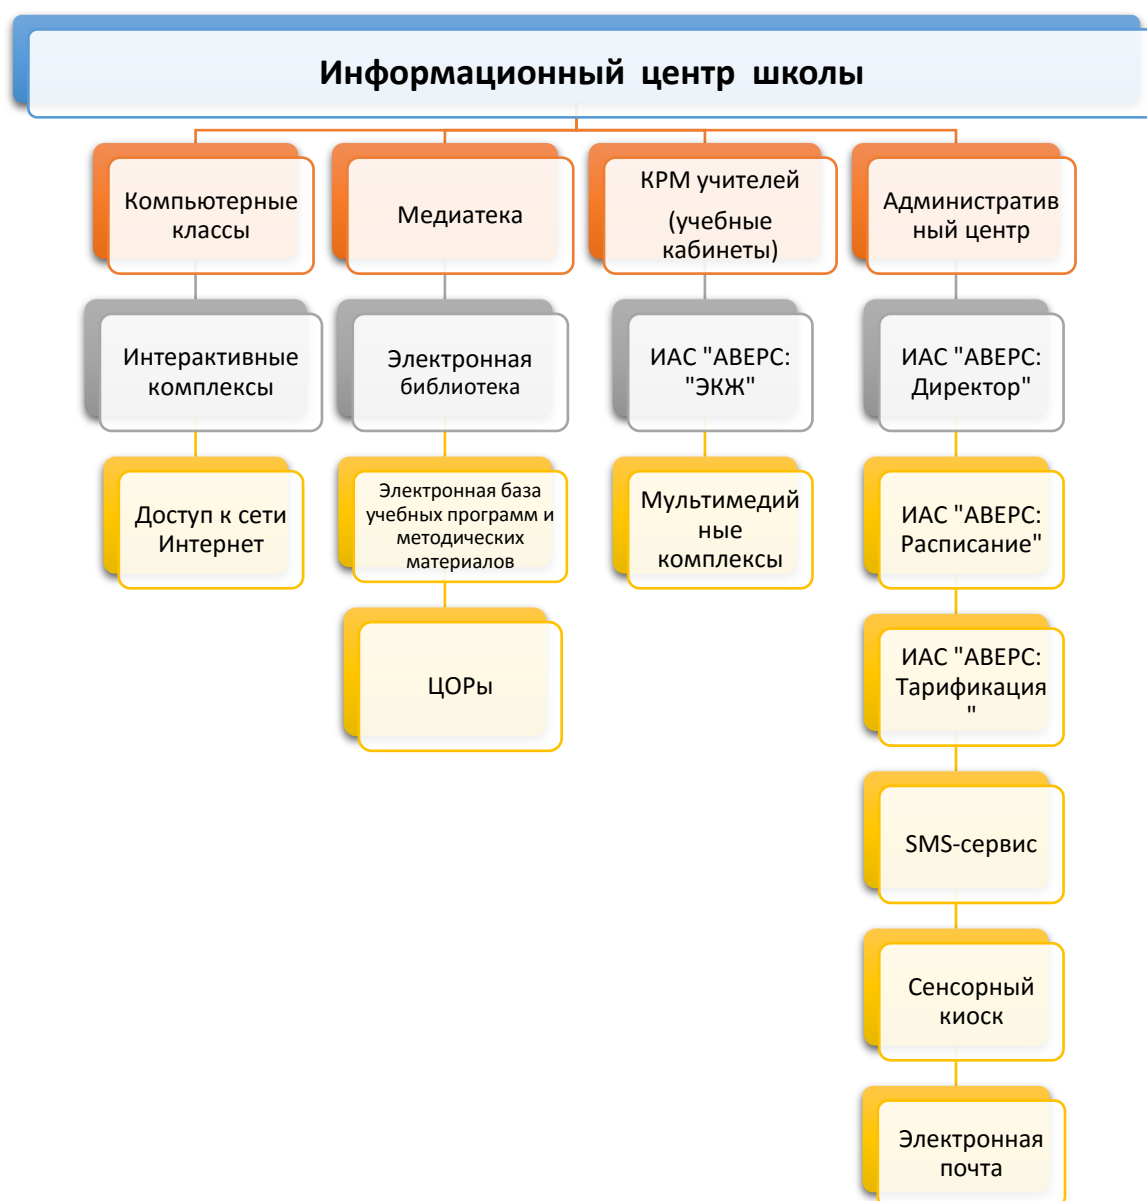 Информационный центр школы
Компьютерные
классы
Медиатека
КРМ учителей
(учебные
кабинеты)
Административ
ный центр
Интерактивные
комплексы
Электронная
библиотека
ИАС "АВЕРС:
"ЭКЖ"
ИАС "АВЕРС:
Директор"
Доступ к сети
Интернет
Электронная база
учебных программ и
методических
материалов
Мультимедий
ные
комплексы
ИАС "АВЕРС:
Расписание"
ЦОРы
ИАС "АВЕРС:
Тарификация
"
SMS-сервис
Сенсорный
киоск
Электронная
почта